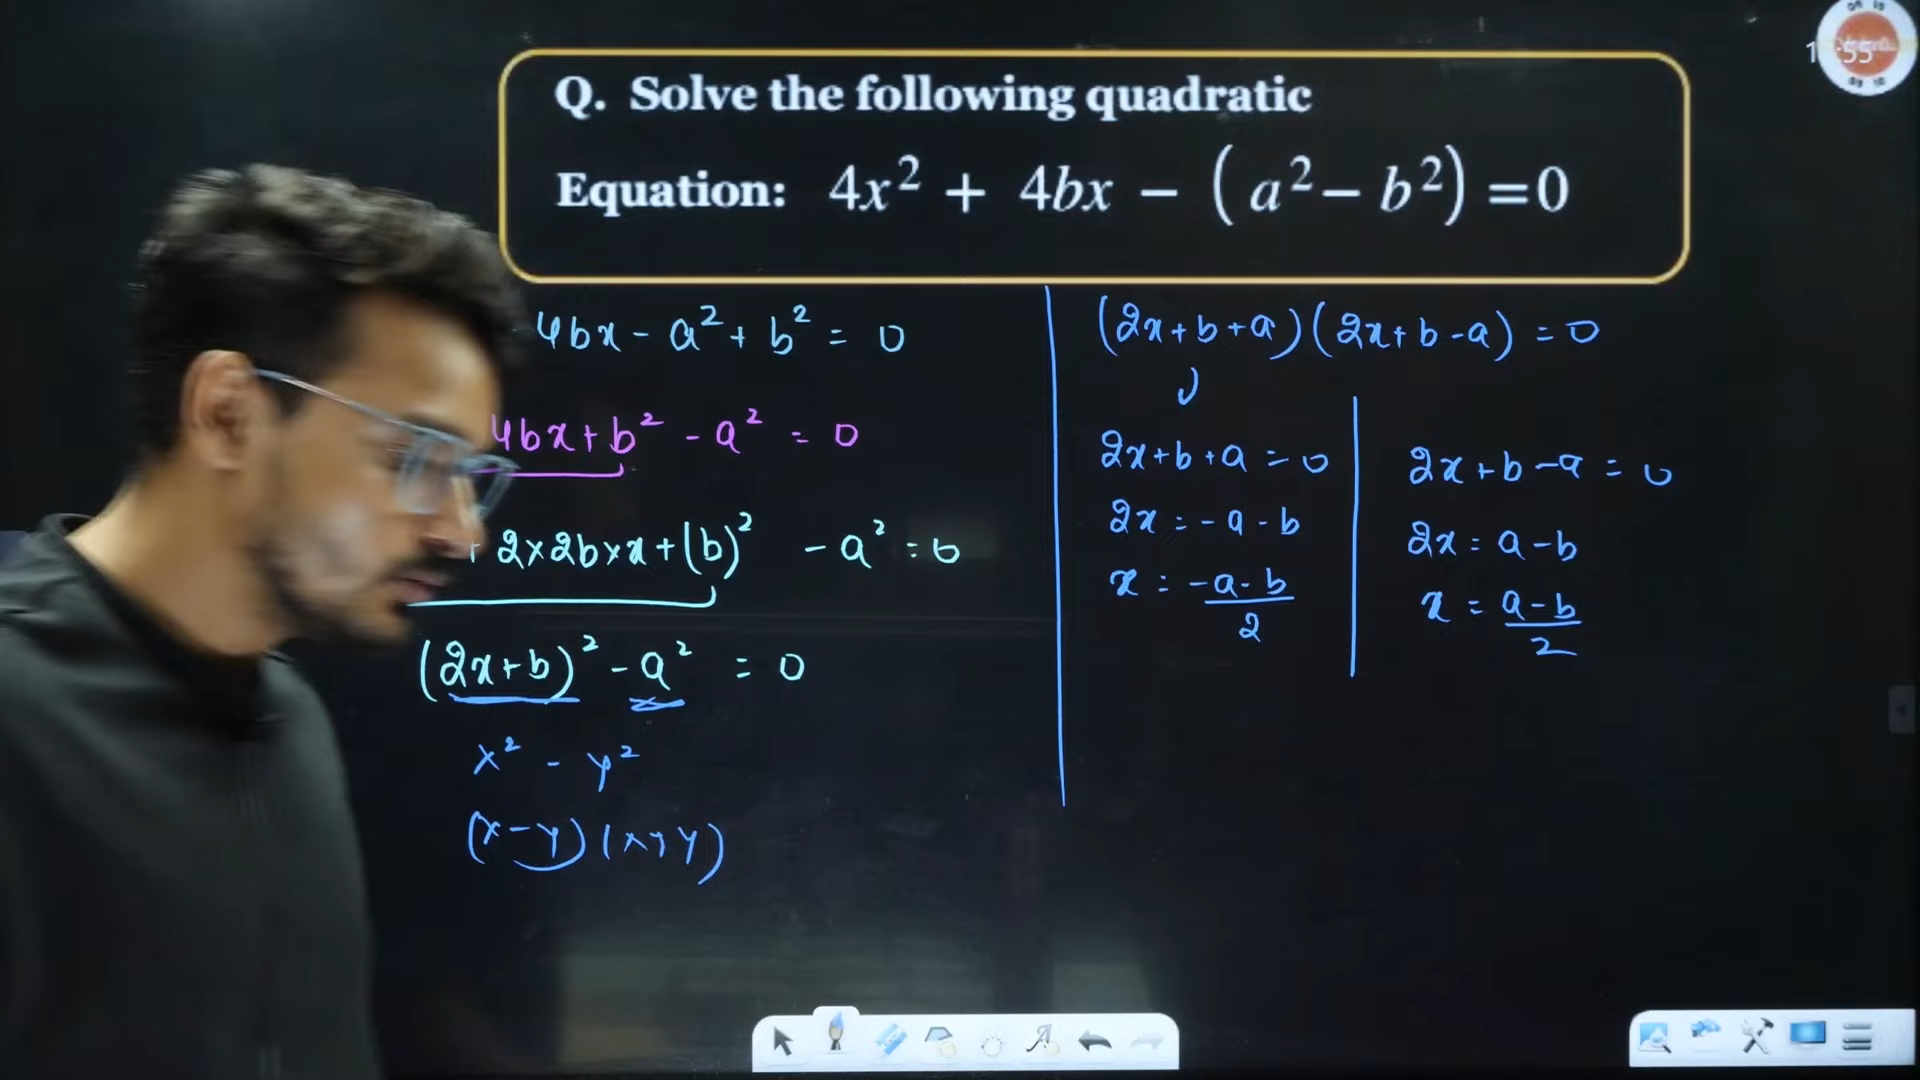 Q. Solve the following quadratic
Equation: 4x² + 4bx − (a² − b²) = 0
4bx - a² + b² = 0
4bx + b² - a² = 0
+ 2×2b×x + (b)² - a² = 0
(2x+b)² - a² = 0
x² - y²
(x-y)(x+y)
(2x+b+a)(2x+b-a) = 0
2x+b+a = 0
2x = -a-b
x = -a-b/2
2x+b-a = 0
2x = a-b
x = a-b/2